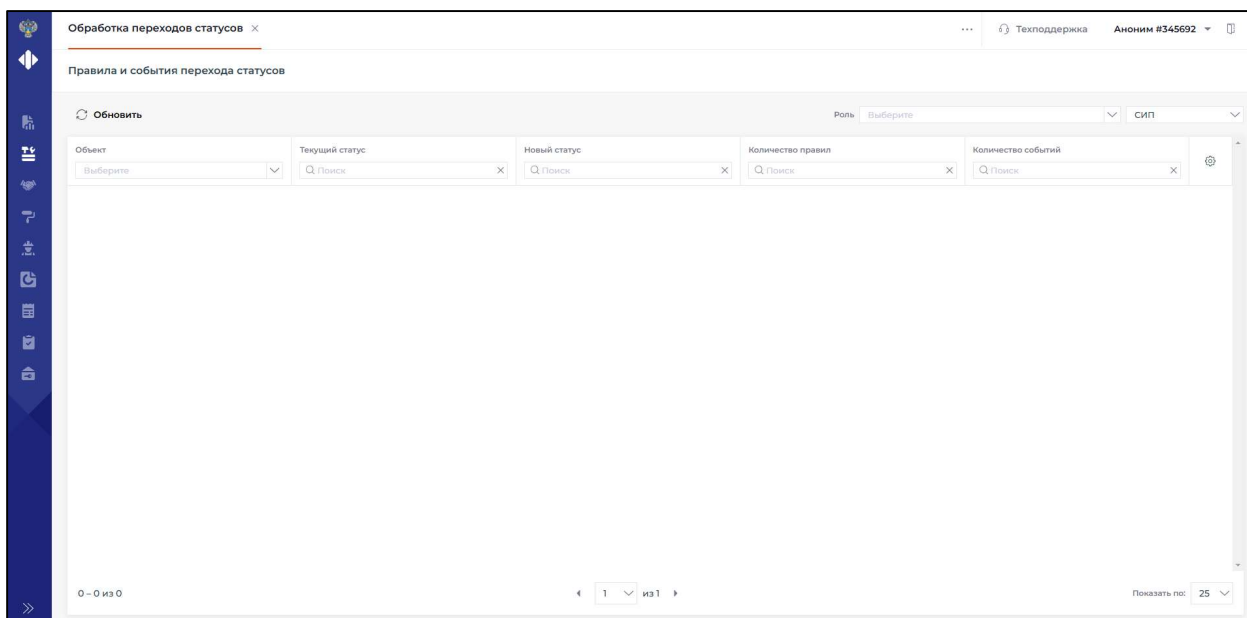 Обработка переходов статусов
... Техподдержка Аноним #345692
Правила и события перехода статусов
Обновить Роль Выберите СИП
Объект Текущий статус Новый статус Количество правил Количество событий
Выберите Поиск Поиск Поиск Поиск
0 – 0 из 0 1 из 1 Показать по: 25